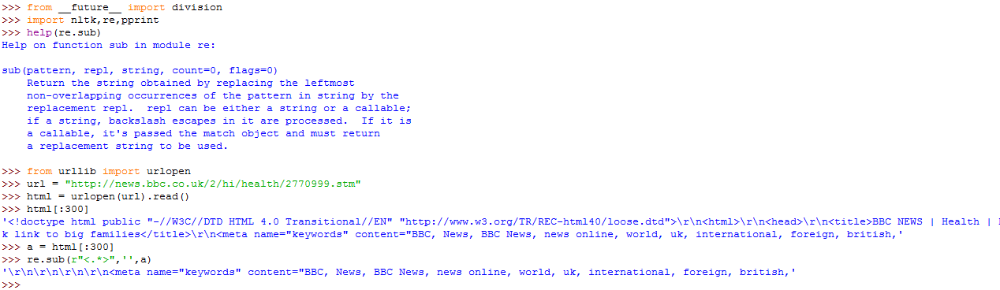 >>> from __future__ import division
>>> import nltk,re,pprint
>>> help(re.sub)
Help on function sub in module re:
sub(pattern, repl, string, count=0, flags=0)
    Return the string obtained by replacing the leftmost
    non-overlapping occurrences of the pattern in string by the
    replacement repl.  repl can be either a string or a callable;
    if a string, backslash escapes in it are processed.  If it is
    a callable, it's passed the match object and must return
    a replacement string to be used.
>>> from urllib import urlopen
>>> url = "http://news.bbc.co.uk/2/hi/health/2770999.stm"
>>> html = urlopen(url).read()
>>> html[:300]
'<!doctype html public "-//W3C//DTD HTML 4.0 Transitional//EN" "http://www.w3.org/TR/REC-html40/loose.dtd">\r\n<html>\r\n<head>\r\n<title>BBC NEWS | Health |
k link to big families</title>\r\n<meta name="keywords" content="BBC, News, BBC News, news online, world, uk, international, foreign, british,'
>>> a = html[:300]
>>> re.sub(r"<.*>",'',a)
'\r\n\r\n\r\n\r\n<meta name="keywords" content="BBC, News, BBC News, news online, world, uk, international, foreign, british,'
>>>